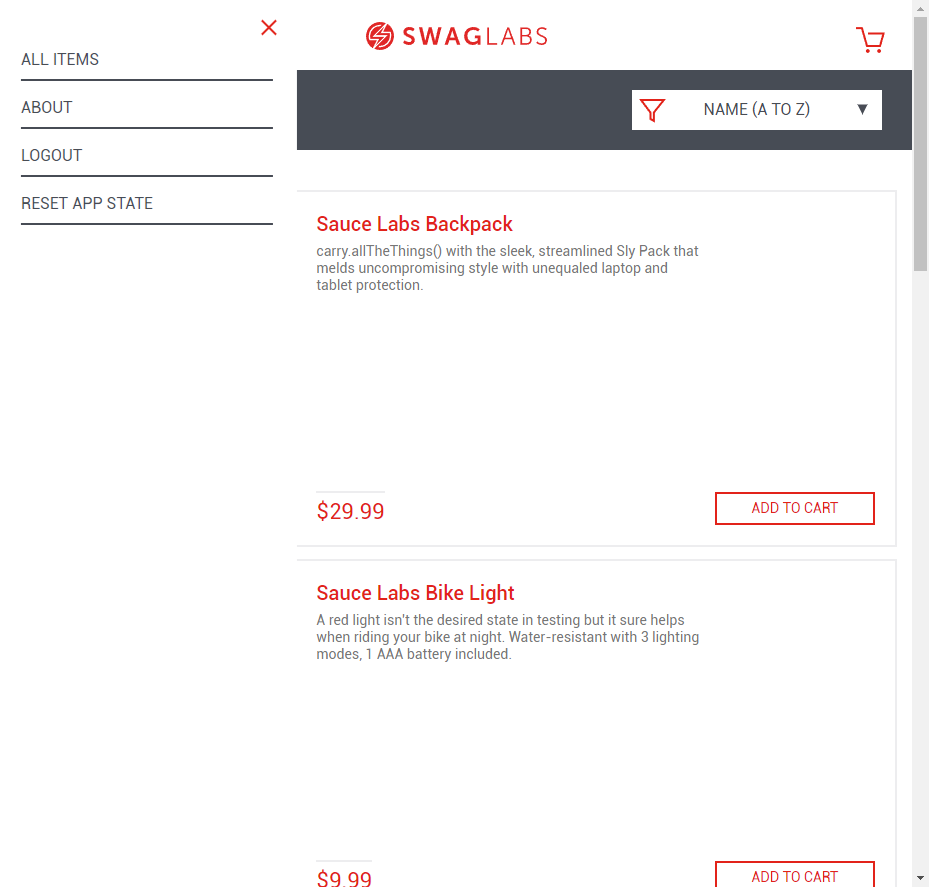 ALL ITEMS
ABOUT
LOGOUT
RESET APP STATE
SWAGLABS
NAME (A TO Z)
Sauce Labs Backpack
carry.allTheThings() with the sleek, streamlined Sly Pack that
melds uncompromising style with unequaled laptop and
tablet protection.
$29.99
ADD TO CART
Sauce Labs Bike Light
A red light isn't the desired state in testing but it sure helps
when riding your bike at night. Water-resistant with 3 lighting
modes, 1 AAA battery included.
$9.99
ADD TO CART